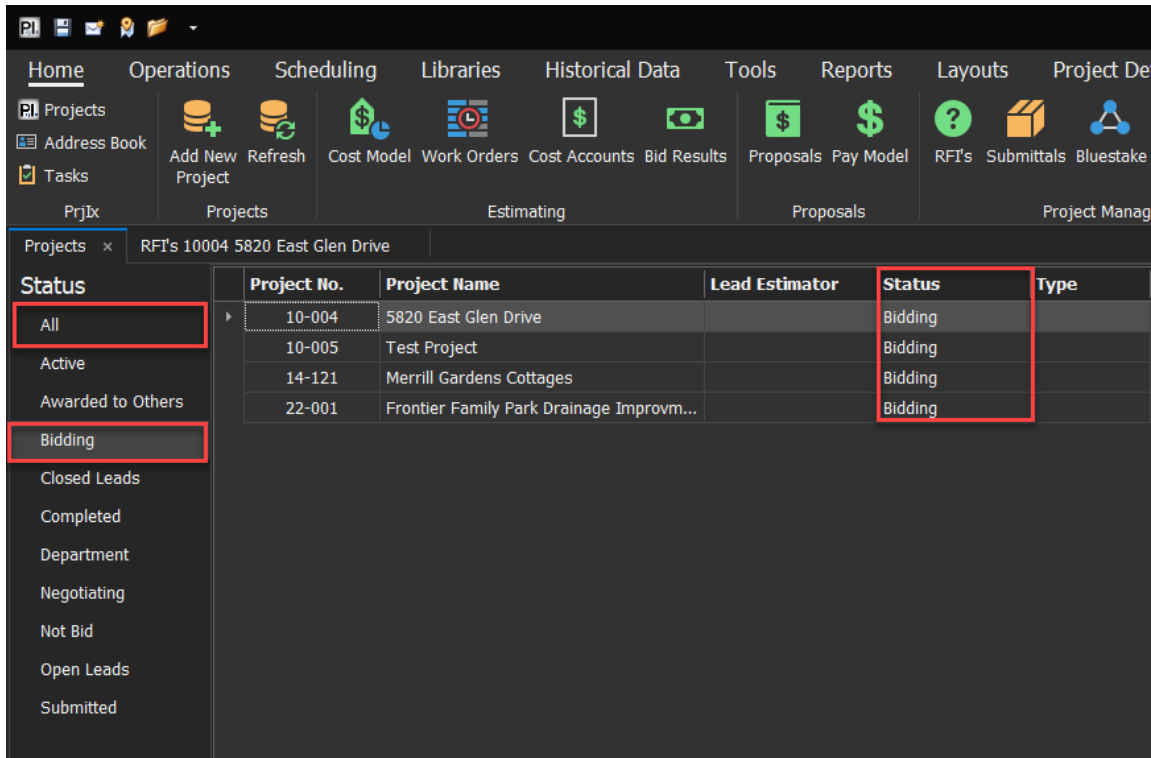 PJ.
Home Operations Scheduling Libraries Historical Data Tools Reports Layouts Project De
PJ. Projects
Address Book
Tasks
Add New Project
Refresh
Cost Model Work Orders Cost Accounts Bid Results
Proposals Pay Model
RFI's Submittals Bluestake
PrjIx Projects Estimating Proposals Project Manag
Projects × RFI's 10004 5820 East Glen Drive
Status
All
Active
Awarded to Others
Bidding
Closed Leads
Completed
Department
Negotiating
Not Bid
Open Leads
Submitted
Project No. Project Name Lead Estimator Status Type
10-004 5820 East Glen Drive Bidding
10-005 Test Project Bidding
14-121 Merrill Gardens Cottages Bidding
22-001 Frontier Family Park Drainage Improvm... Bidding